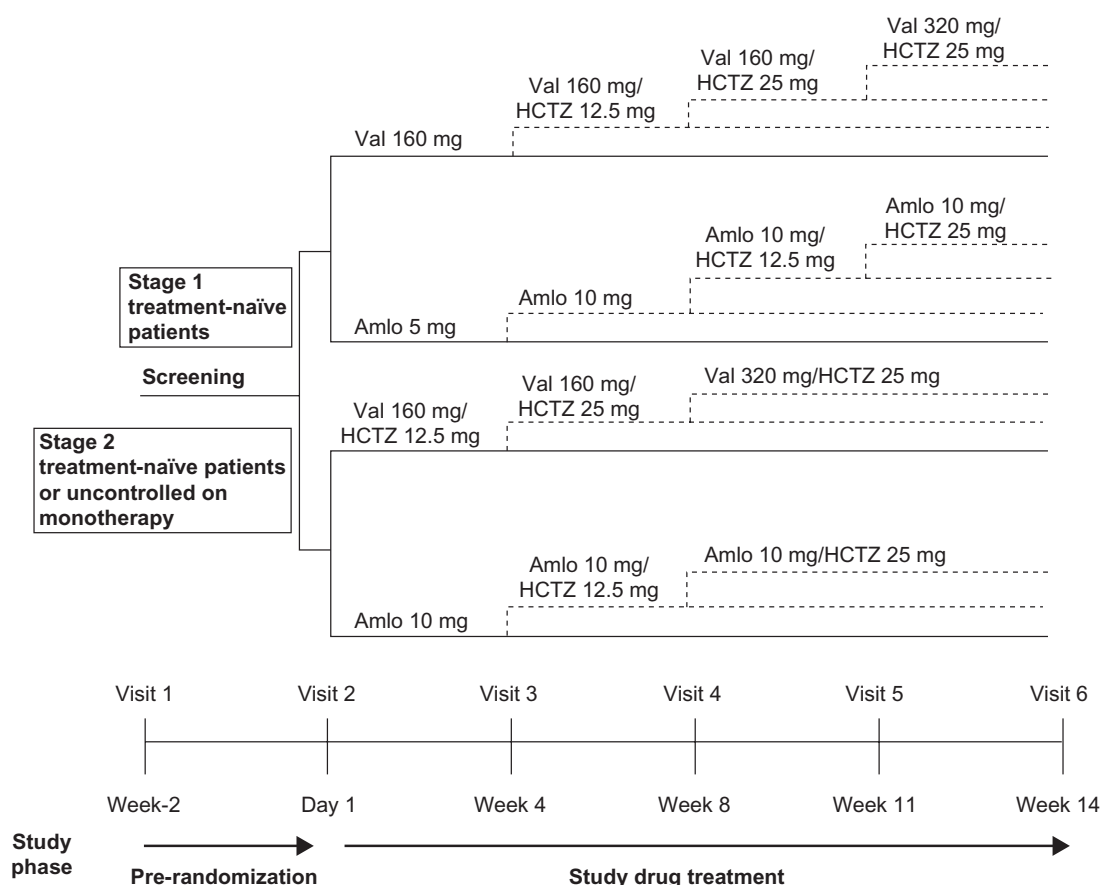 Val 320 mg/
HCTZ 25 mg
Val 160 mg/
HCTZ 25 mg
Val 160 mg/
HCTZ 12.5 mg
Val 160 mg
Amlo 10 mg/
HCTZ 25 mg
Amlo 10 mg/
HCTZ 12.5 mg
Amlo 10 mg
Amlo 5 mg
Stage 1
treatment-naïve
patients
Screening
Stage 2
treatment-naïve patients
or uncontrolled on
monotherapy
Val 160 mg/
HCTZ 12.5 mg
Val 160 mg/
HCTZ 25 mg
Val 320 mg/HCTZ 25 mg
Amlo 10 mg/
HCTZ 12.5 mg
Amlo 10 mg/HCTZ 25 mg
Amlo 10 mg
Visit 1 Visit 2 Visit 3 Visit 4 Visit 5 Visit 6
Week-2 Day 1 Week 4 Week 8 Week 11 Week 14
Study
phase
Pre-randomization Study drug treatment